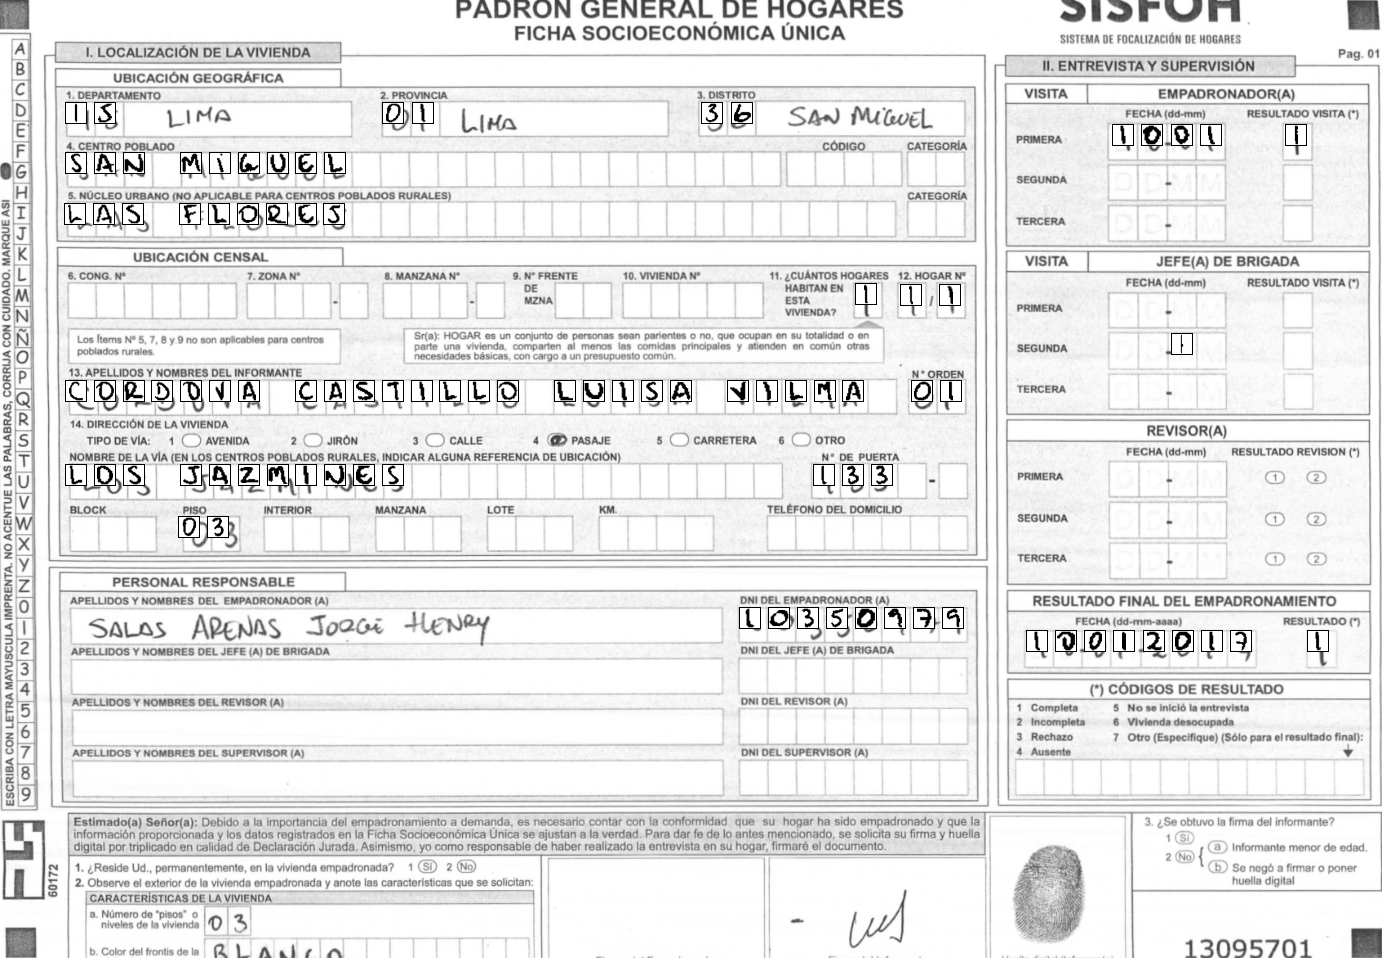 PADRÓN GENERAL DE HOGARES
FICHA SOCIOECONÓMICA ÚNICA
SISFOH
SISTEMA DE FOCALIZACIÓN DE HOGARES
Pag. 01
ESCRIBA CON LETRA MAYUSCULA IMPRENTA. NO ACENTUE LAS PALABRAS, CORRIJA CON CUIDADO. MARQUE ASI
A B C D E F G H I J K L M N Ñ O P Q R S T U V W X Y Z 0 1 2 3 4 5 6 7 8 9
I. LOCALIZACIÓN DE LA VIVIENDA
UBICACIÓN GEOGRÁFICA
1. DEPARTAMENTO 2. PROVINCIA 3. DISTRITO
15 LIMA 01 LIMA 36 SAN MIGUEL
4. CENTRO POBLADO CÓDIGO CATEGORÍA
SAN MIGUEL
5. NÚCLEO URBANO (NO APLICABLE PARA CENTROS POBLADOS RURALES) CATEGORÍA
LAS FLORES
UBICACIÓN CENSAL
6. CONG. Nº 7. ZONA Nº 8. MANZANA Nº 9. Nº FRENTE DE MZNA 10. VIVIENDA Nº 11. ¿CUÁNTOS HOGARES HABITAN EN ESTA VIVIENDA? 12. HOGAR Nº
1 1 / 1
Los Ítems Nº 5, 7, 8 y 9 no son aplicables para centros
poblados rurales.
Sr(a): HOGAR es un conjunto de personas sean parientes o no, que ocupan en su totalidad o en
parte una vivienda, comparten al menos las comidas principales y atienden en común otras
necesidades básicas, con cargo a un presupuesto común.
13. APELLIDOS Y NOMBRES DEL INFORMANTE Nº ORDEN
CORDOVA CASTILLO LUISA VILMA 01
14. DIRECCIÓN DE LA VIVIENDA
TIPO DE VÍA: 1 AVENIDA 2 JIRÓN 3 CALLE 4 PASAJE 5 CARRETERA 6 OTRO
NOMBRE DE LA VÍA (EN LOS CENTROS POBLADOS RURALES, INDICAR ALGUNA REFERENCIA DE UBICACIÓN) Nº DE PUERTA
LOS JAZMINES 133 -
BLOCK PISO INTERIOR MANZANA LOTE KM. TELÉFONO DEL DOMICILIO
03
PERSONAL RESPONSABLE
APELLIDOS Y NOMBRES DEL EMPADRONADOR (A) DNI DEL EMPADRONADOR (A)
SALAS ARENAS JORGE HENRY 10350979
APELLIDOS Y NOMBRES DEL JEFE (A) DE BRIGADA DNI DEL JEFE (A) DE BRIGADA
APELLIDOS Y NOMBRES DEL REVISOR (A) DNI DEL REVISOR (A)
APELLIDOS Y NOMBRES DEL SUPERVISOR (A) DNI DEL SUPERVISOR (A)
II. ENTREVISTA Y SUPERVISIÓN
VISITA EMPADRONADOR(A)
FECHA (dd-mm) RESULTADO VISITA (*)
PRIMERA 10-01 1
SEGUNDA DD-MM
TERCERA DD-MM
VISITA JEFE(A) DE BRIGADA
FECHA (dd-mm) RESULTADO VISITA (*)
PRIMERA DD-MM
SEGUNDA DD-MM
TERCERA DD-MM
REVISOR(A)
FECHA (dd-mm) RESULTADO REVISION (*)
PRIMERA DD-MM 1 2
SEGUNDA DD-MM 1 2
TERCERA DD-MM 1 2
RESULTADO FINAL DEL EMPADRONAMIENTO
FECHA (dd-mm-aaaa) RESULTADO (*)
10-01-2017 1
(*) CÓDIGOS DE RESULTADO
1 Completa 5 No se inició la entrevista
2 Incompleta 6 Vivienda desocupada
3 Rechazo 7 Otro (Especifique) (Sólo para el resultado final):
4 Ausente
Estimado(a) Señor(a): Debido a la importancia del empadronamiento a demanda, es necesario contar con la conformidad que su hogar ha sido empadronado y que la
información proporcionada y los datos registrados en la Ficha Socioeconómica Única se ajustan a la verdad. Para dar fe de lo antes mencionado, se solicita su firma y huella
digital por triplicado en calidad de Declaración Jurada. Asimismo, yo como responsable de haber realizado la entrevista en su hogar, firmaré el documento.
1. ¿Reside Ud., permanentemente, en la vivienda empadronada? 1 Sí 2 No
2. Observe el exterior de la vivienda empadronada y anote las características que se solicitan:
CARACTERÍSTICAS DE LA VIVIENDA
a. Número de "pisos" o
niveles de la vivienda 03
b. Color del frontis de la BLANCO
3. ¿Se obtuvo la firma del informante?
1 Sí
2 No
a Informante menor de edad.
b Se negó a firmar o poner
huella digital
60172
13095701